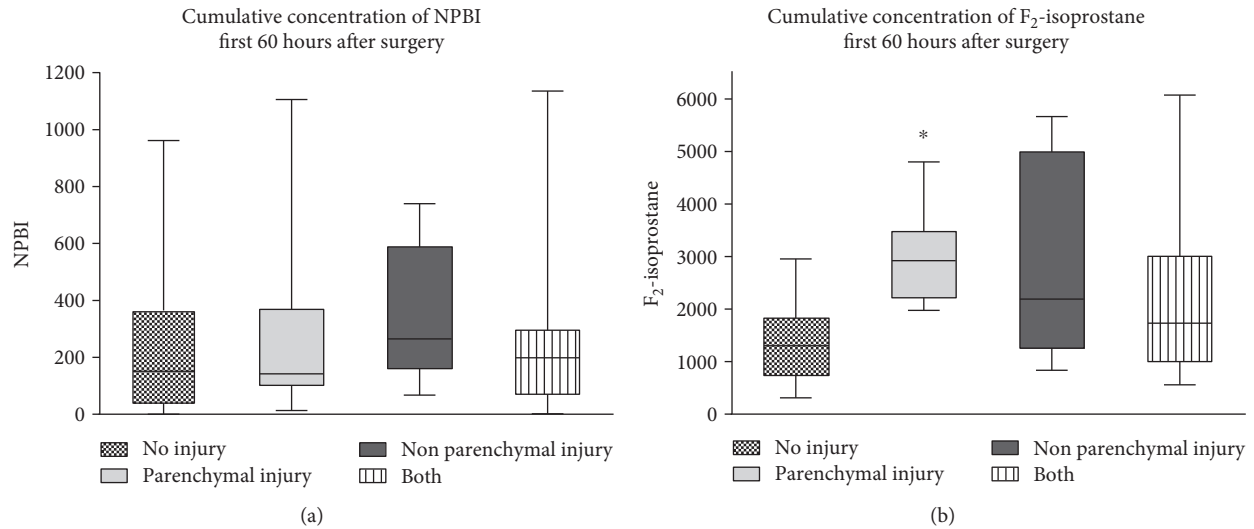 Cumulative concentration of NPBI
first 60 hours after surgery
1200
1000
800
600
400
200
0
NPBI
No injury
Parenchymal injury
Non parenchymal injury
Both
(a)
Cumulative concentration of F₂-isoprostane
first 60 hours after surgery
6000
5000
4000
3000
2000
1000
0
F₂-isoprostane
*
No injury
Parenchymal injury
Non parenchymal injury
Both
(b)